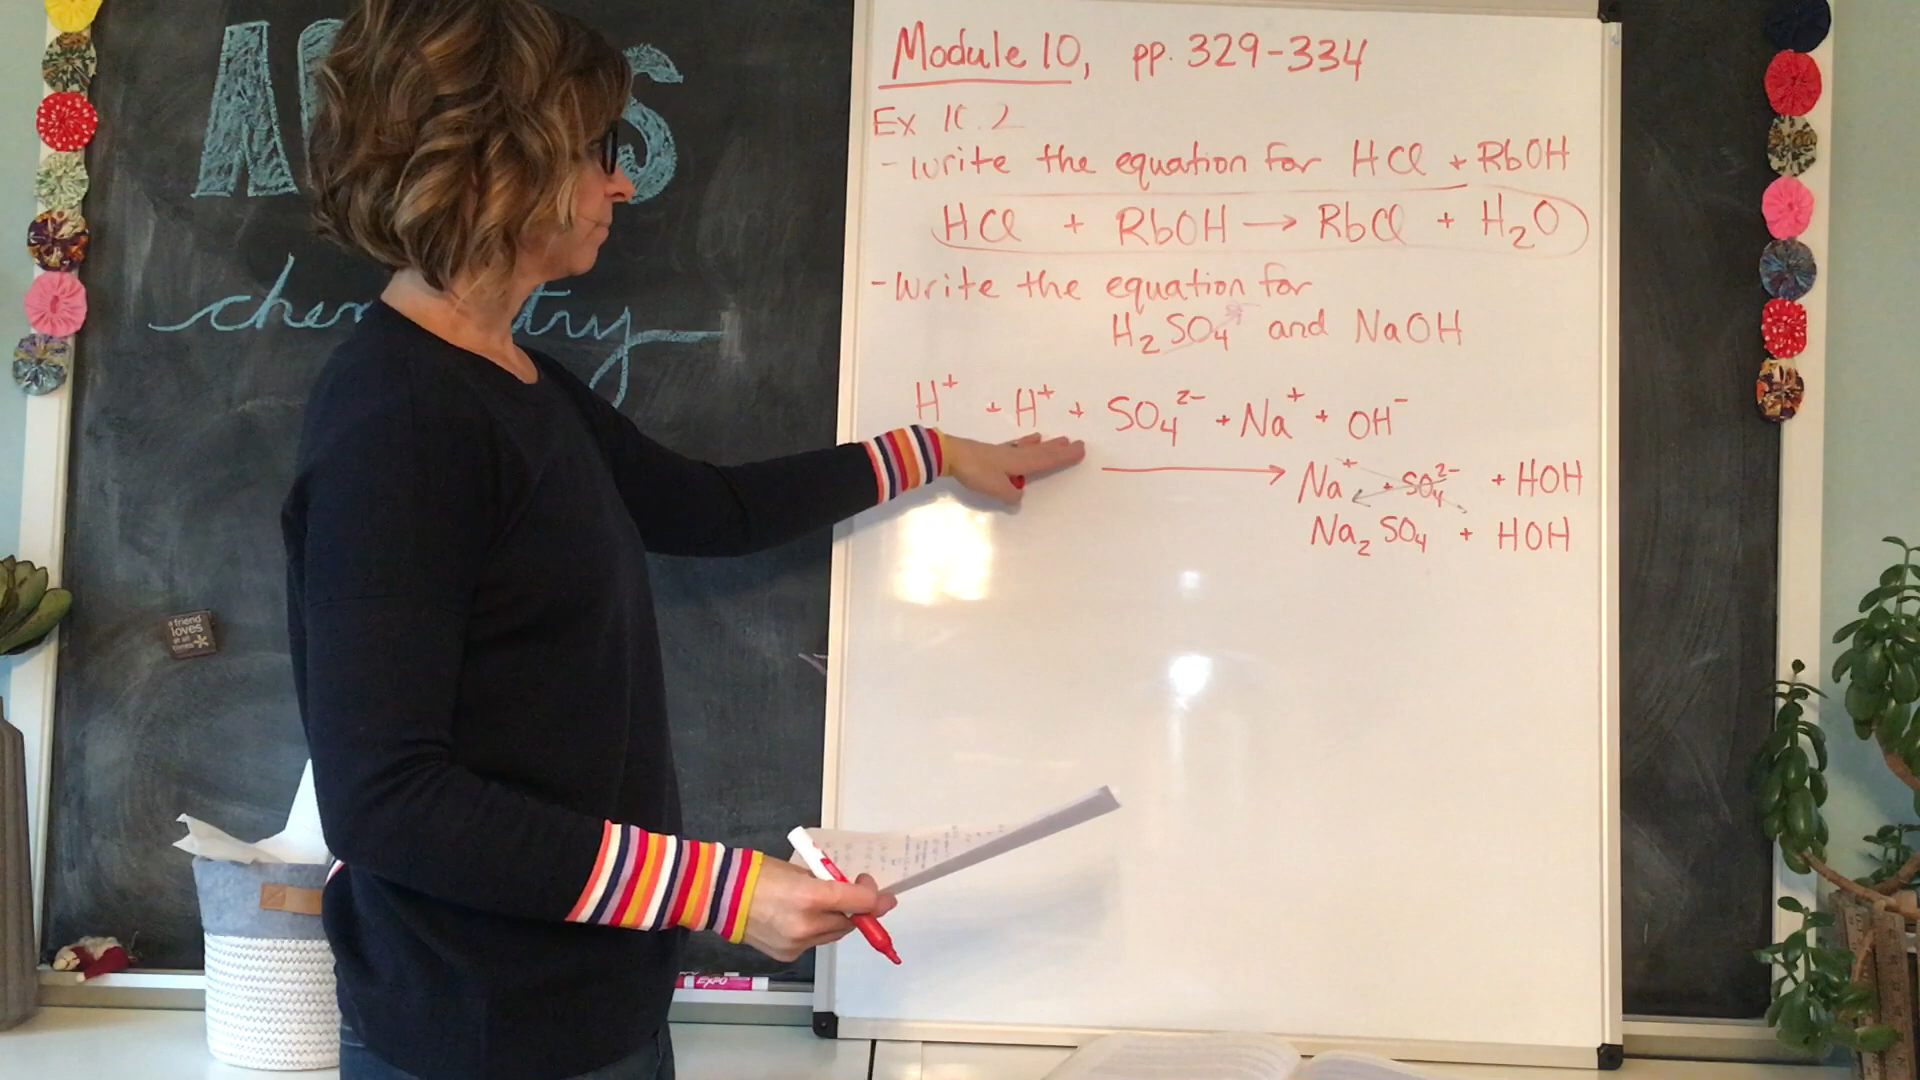 chemistry
Module 10, pp. 329-334
Ex 10.2
- Write the equation for HCl + RbOH
HCl + RbOH → RbCl + H₂O
- Write the equation for
H₂SO₄ and NaOH
H⁺ + H⁺ + SO₄²⁻ + Na⁺ + OH⁻
→ Na⁺ + SO₄²⁻ + HOH
Na₂SO₄ + HOH
a friend
loves
at all
times
EXPO